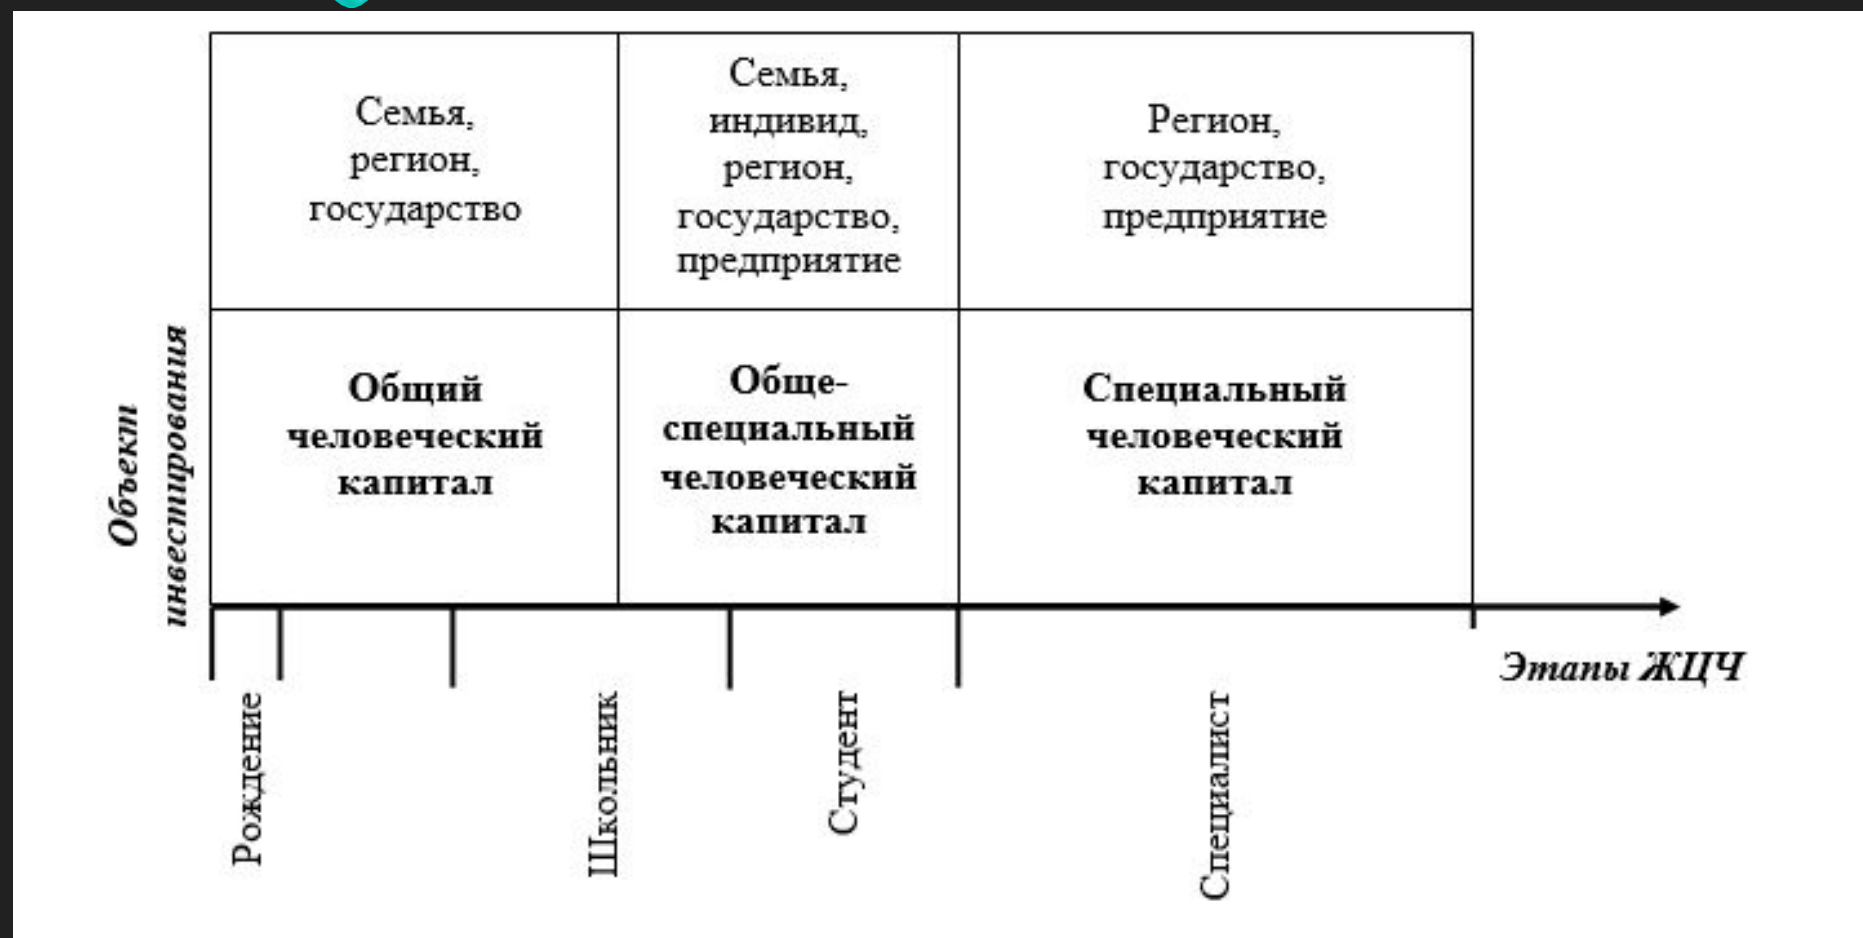 Семья,
регион,
государство
Семья,
индивид,
регион,
государство,
предприятие
Регион,
государство,
предприятие
Объект
инвестирования
Общий
человеческий
капитал
Обще-
специальный
человеческий
капитал
Специальный
человеческий
капитал
Этапы ЖЦЧ
Рождение
Школьник
Студент
Специалист